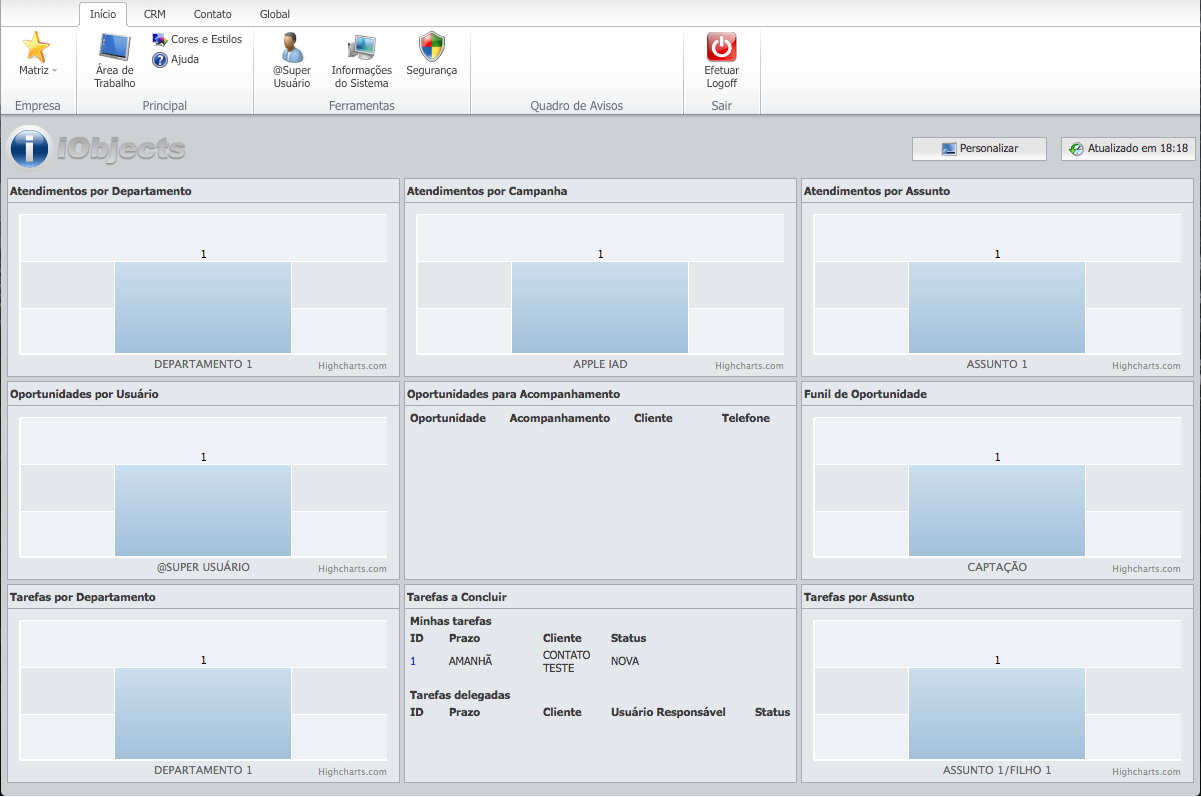 Início CRM Contato Global
Matriz
Área de
Trabalho
Cores e Estilos
Ajuda
@Super
Usuário
Informações
do Sistema
Segurança
Efetuar
Logoff
Empresa Principal Ferramentas Quadro de Avisos Sair
i iObjects
Personalizar Atualizado em 18:18
Atendimentos por Departamento
1
DEPARTAMENTO 1
Highcharts.com
Atendimentos por Campanha
1
APPLE IAD
Highcharts.com
Atendimentos por Assunto
1
ASSUNTO 1
Highcharts.com
Oportunidades por Usuário
1
@SUPER USUÁRIO
Highcharts.com
Oportunidades para Acompanhamento
Oportunidade Acompanhamento Cliente Telefone
Funil de Oportunidade
1
CAPTAÇÃO
Highcharts.com
Tarefas por Departamento
1
DEPARTAMENTO 1
Highcharts.com
Tarefas a Concluir
Minhas tarefas
ID Prazo Cliente Status
1 AMANHÃ CONTATO TESTE NOVA
Tarefas delegadas
ID Prazo Cliente Usuário Responsável Status
Tarefas por Assunto
1
ASSUNTO 1/FILHO 1
Highcharts.com